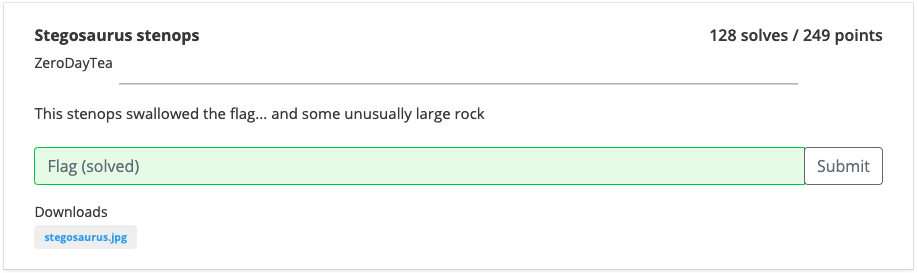 Stegosaurus stenops
128 solves / 249 points
ZeroDayTea
This stenops swallowed the flag... and some unusually large rock
Flag (solved)
Submit
Downloads
stegosaurus.jpg